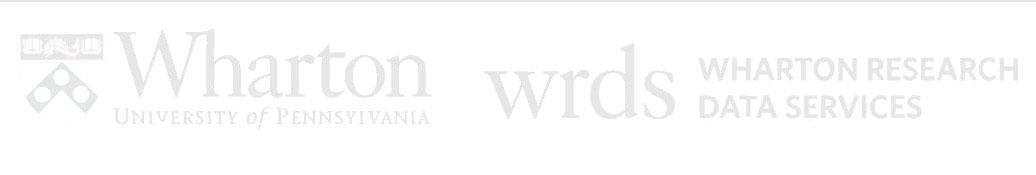 Wharton
UNIVERSITY of PENNSYLVANIA
wrds
WHARTON RESEARCH
DATA SERVICES